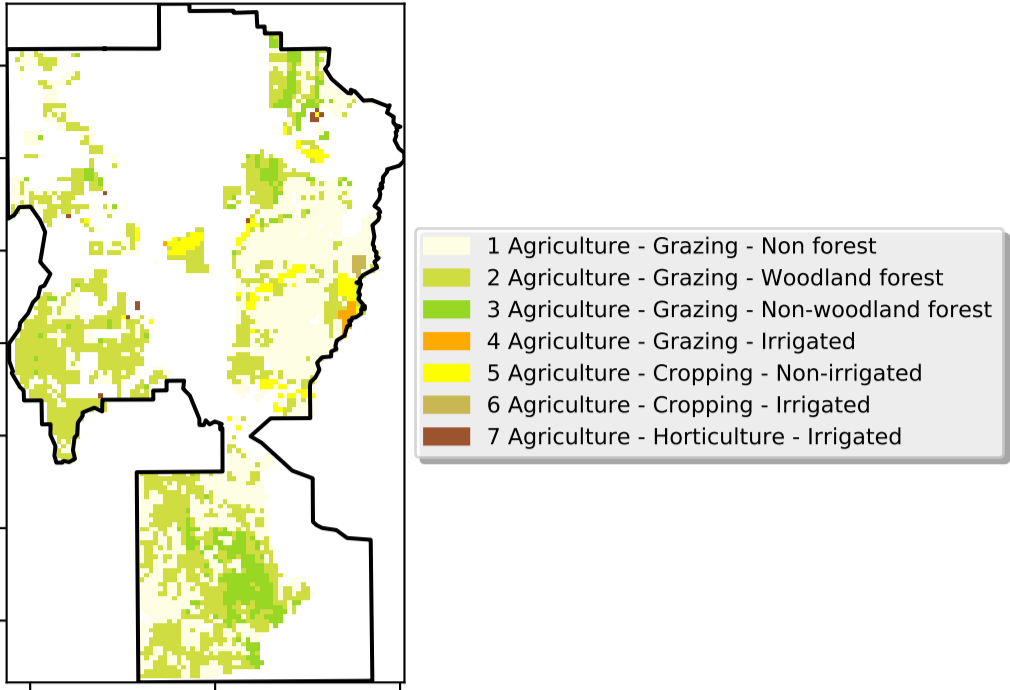 1 Agriculture - Grazing - Non forest
2 Agriculture - Grazing - Woodland forest
3 Agriculture - Grazing - Non-woodland forest
4 Agriculture - Grazing - Irrigated
5 Agriculture - Cropping - Non-irrigated
6 Agriculture - Cropping - Irrigated
7 Agriculture - Horticulture - Irrigated